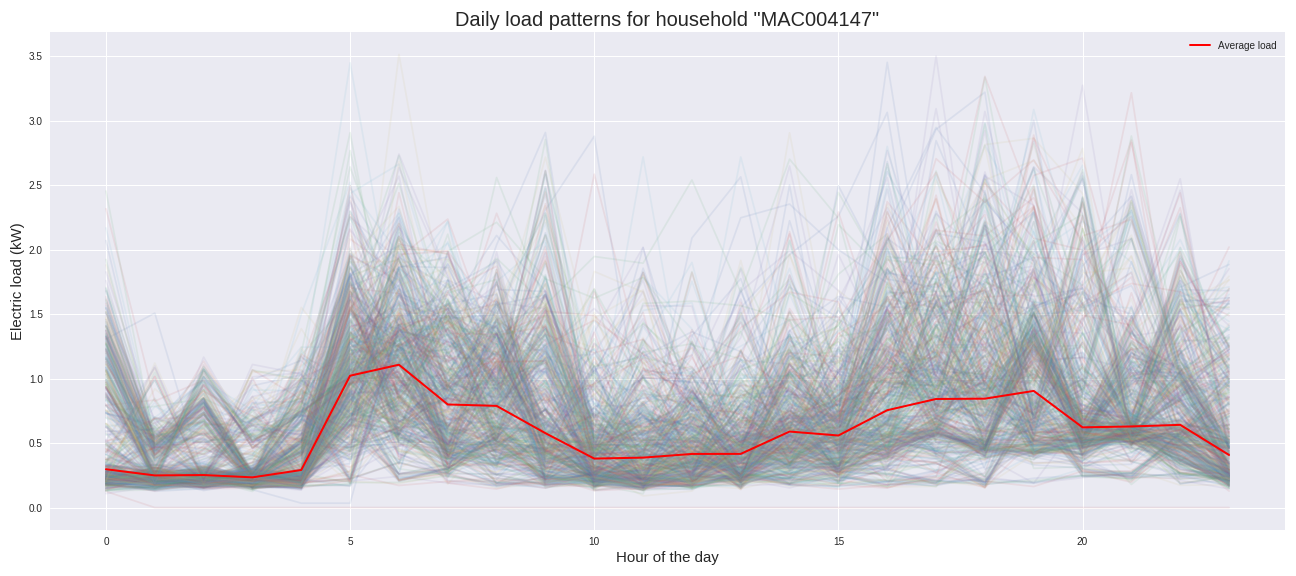 Daily load patterns for household "MAC004147"
Average load
Electric load (kW)
3.5
3.0
2.5
2.0
1.5
1.0
0.5
0.0
0 5 10 15 20
Hour of the day